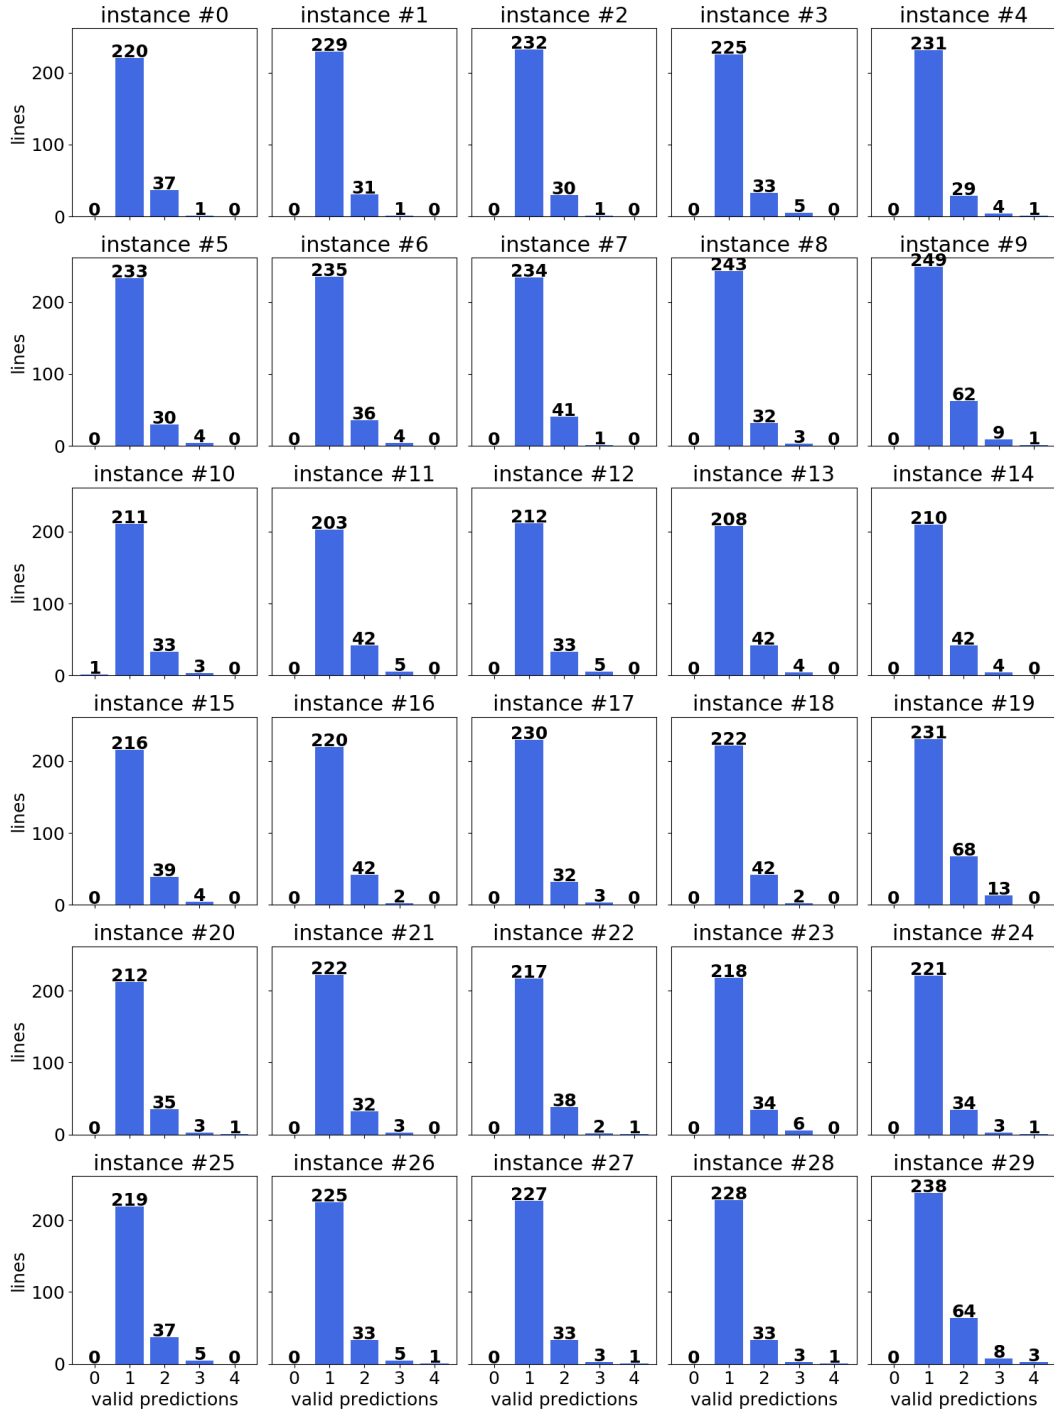 instance #0 instance #1 instance #2 instance #3 instance #4
220 229 232 225 231
200
lines
100
37 31 30 33 29
0 1 0 0 1 0 0 1 0 0 5 0 0 4 1
0
instance #5 instance #6 instance #7 instance #8 instance #9
233 235 234 243 249
200
lines
100
30 36 41 32 62
0 4 0 0 4 0 0 1 0 0 3 0 0 9 1
0
instance #10 instance #11 instance #12 instance #13 instance #14
211 203 212 208 210
200
lines
100
33 42 33 42 42
1 3 0 0 5 0 0 5 0 0 4 0 0 4 0
0
instance #15 instance #16 instance #17 instance #18 instance #19
216 220 230 222 231
200
lines
100
39 42 32 42 68
0 4 0 0 2 0 0 3 0 0 2 0 0 13 0
0
instance #20 instance #21 instance #22 instance #23 instance #24
212 222 217 218 221
200
lines
100
35 32 38 34 34
0 3 1 0 3 0 0 2 1 0 6 0 0 3 1
0
instance #25 instance #26 instance #27 instance #28 instance #29
219 225 227 228 238
200
lines
100
37 33 33 33 64
0 5 0 0 5 1 0 3 1 0 3 1 0 8 3
0
0 1 2 3 4 0 1 2 3 4 0 1 2 3 4 0 1 2 3 4 0 1 2 3 4
valid predictions valid predictions valid predictions valid predictions valid predictions